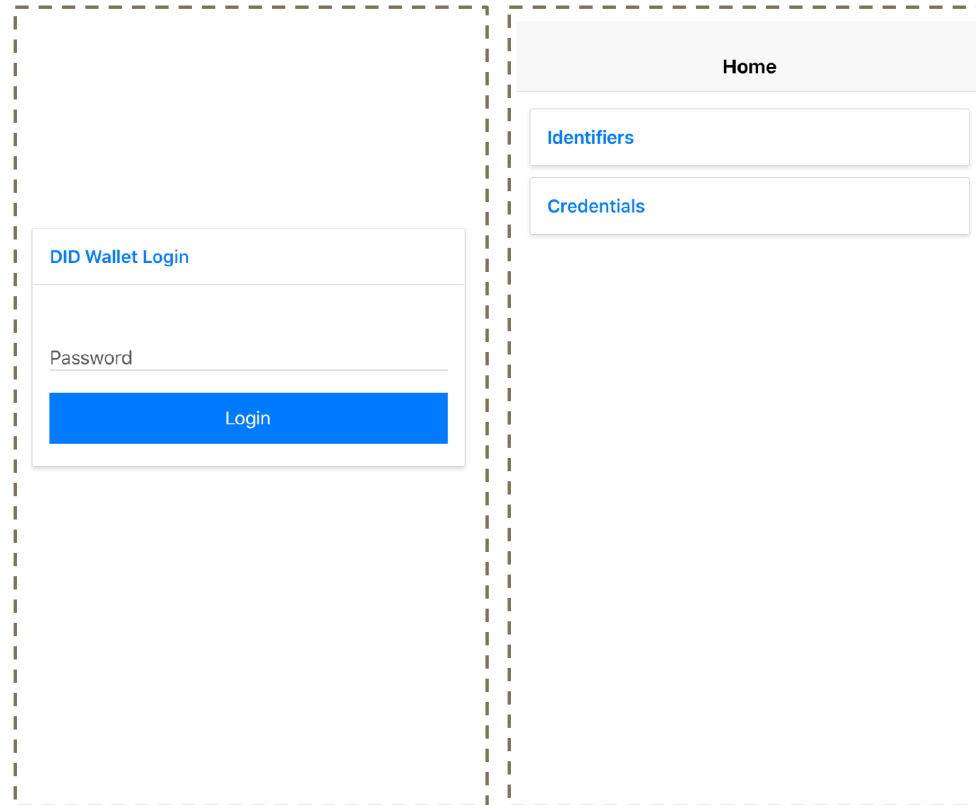 DID Wallet Login
Password
Login
Home
Identifiers
Credentials